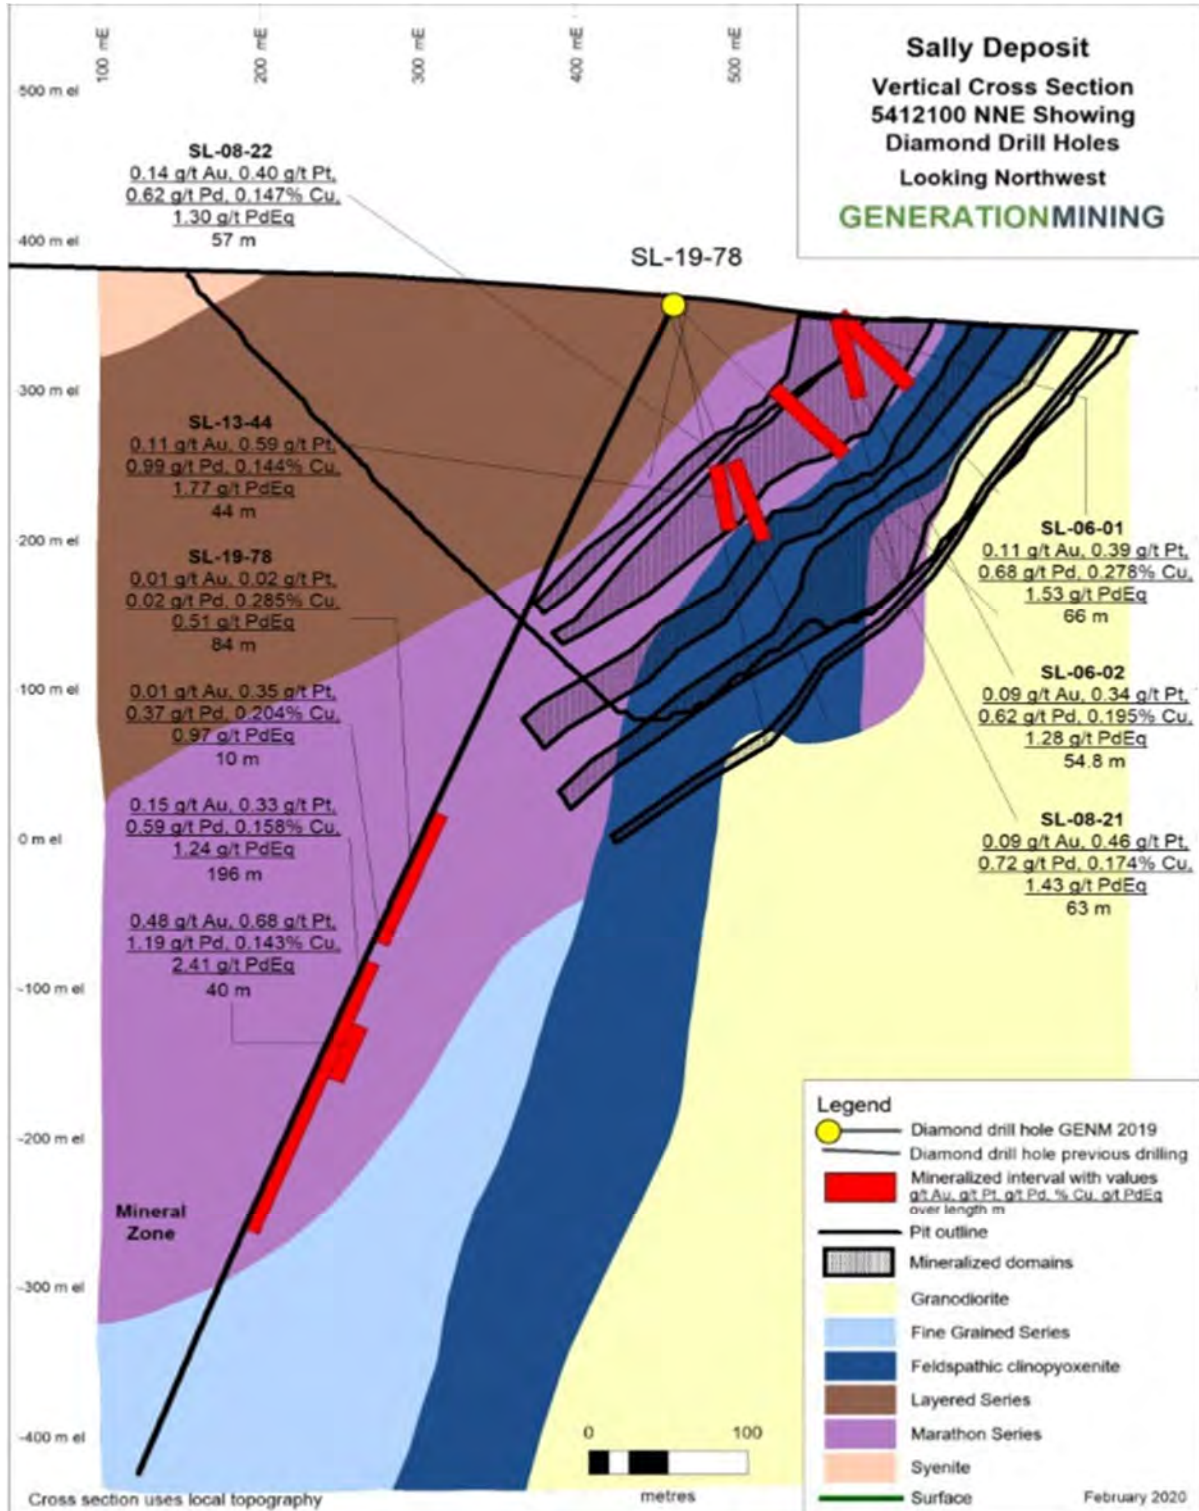 100 mE
200 mE
300 mE
400 mE
500 mE
Sally Deposit
Vertical Cross Section
5412100 NNE Showing
Diamond Drill Holes
Looking Northwest
GENERATIONMINING
500 m el
400 m el
300 m el
200 m el
100 m el
0 m el
-100 m el
-200 m el
-300 m el
-400 m el
SL-08-22
0.14 g/t Au, 0.40 g/t Pt,
0.62 g/t Pd, 0.147% Cu,
1.30 g/t PdEq
57 m
SL-19-78
SL-13-44
0.11 g/t Au, 0.59 g/t Pt,
0.99 g/t Pd, 0.144% Cu,
1.77 g/t PdEq
44 m
SL-19-78
0.01 g/t Au, 0.02 g/t Pt,
0.02 g/t Pd, 0.285% Cu,
0.51 g/t PdEq
84 m
0.01 g/t Au, 0.35 g/t Pt,
0.37 g/t Pd, 0.204% Cu,
0.97 g/t PdEq
10 m
0.15 g/t Au, 0.33 g/t Pt,
0.59 g/t Pd, 0.158% Cu,
1.24 g/t PdEq
196 m
0.48 g/t Au, 0.68 g/t Pt,
1.19 g/t Pd, 0.143% Cu,
2.41 g/t PdEq
40 m
SL-06-01
0.11 g/t Au, 0.39 g/t Pt,
0.68 g/t Pd, 0.278% Cu,
1.53 g/t PdEq
66 m
SL-06-02
0.09 g/t Au, 0.34 g/t Pt,
0.62 g/t Pd, 0.195% Cu,
1.28 g/t PdEq
54.8 m
SL-08-21
0.09 g/t Au, 0.46 g/t Pt,
0.72 g/t Pd, 0.174% Cu,
1.43 g/t PdEq
63 m
Mineral
Zone
Legend
Diamond drill hole GENM 2019
Diamond drill hole previous drilling
Mineralized interval with values
g/t Au, g/t Pt, g/t Pd, % Cu, g/t PdEq
over length m
Pit outline
Mineralized domains
Granodiorite
Fine Grained Series
Feldspathic clinopyoxenite
Layered Series
Marathon Series
Syenite
Surface
February 2020
0
100
metres
Cross section uses local topography